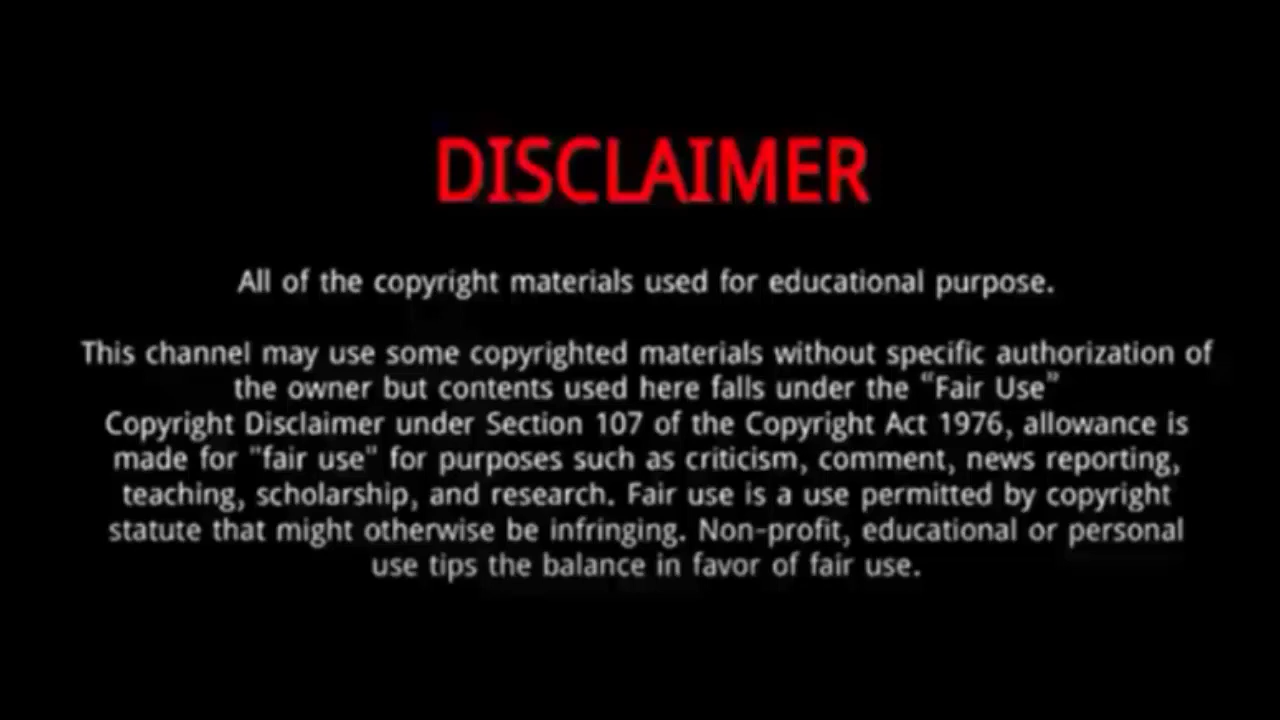 DISCLAIMER
All of the copyright materials used for educational purpose.
This channel may use some copyrighted materials without specific authorization of
the owner but contents used here falls under the “Fair Use”
Copyright Disclaimer under Section 107 of the Copyright Act 1976, allowance is
made for "fair use" for purposes such as criticism, comment, news reporting,
teaching, scholarship, and research. Fair use is a use permitted by copyright
statute that might otherwise be infringing. Non-profit, educational or personal
use tips the balance in favor of fair use.